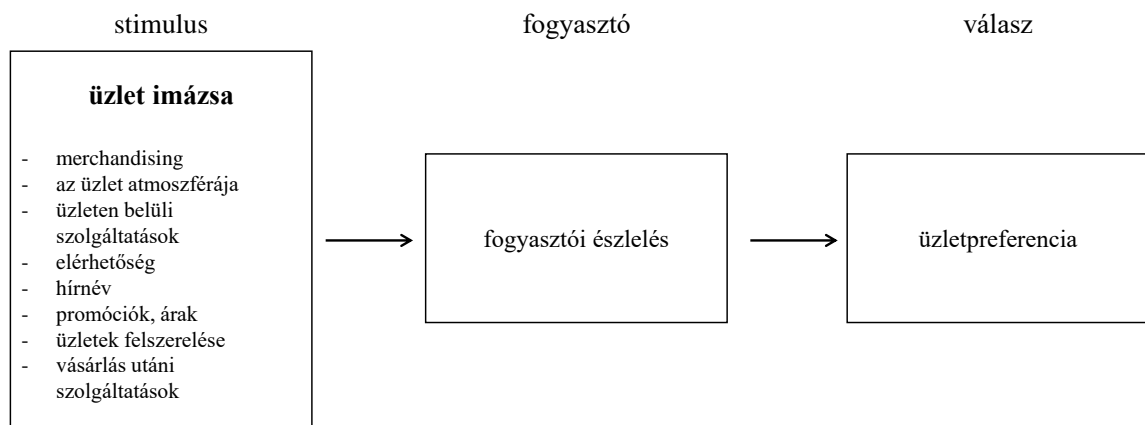 stimulus
fogyasztó
válasz
üzlet imázsa
- merchandising
- az üzlet atmoszférája
- üzleten belüli
szolgáltatások
- elérhetőség
- hírnév
- promóciók, árak
- üzletek felszerelése
- vásárlás utáni
szolgáltatások
fogyasztói észlelés
üzletpreferencia